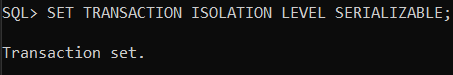 SQL> SET TRANSACTION ISOLATION LEVEL SERIALIZABLE;
Transaction set.